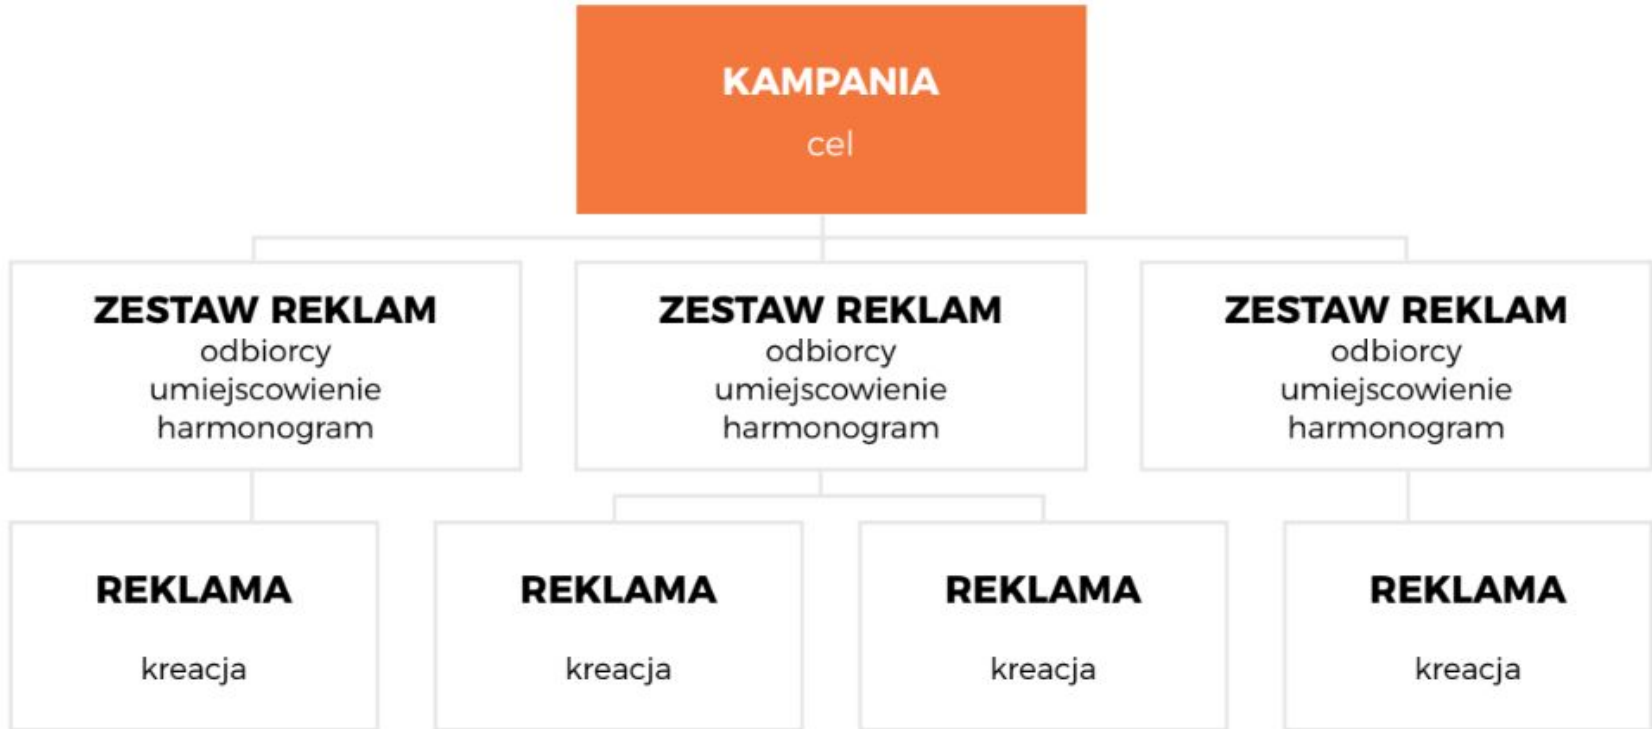 KAMPANIA
cel
ZESTAW REKLAM
odbiorcy
umiejscowienie
harmonogram
ZESTAW REKLAM
odbiorcy
umiejscowienie
harmonogram
ZESTAW REKLAM
odbiorcy
umiejscowienie
harmonogram
REKLAMA
kreacja
REKLAMA
kreacja
REKLAMA
kreacja
REKLAMA
kreacja